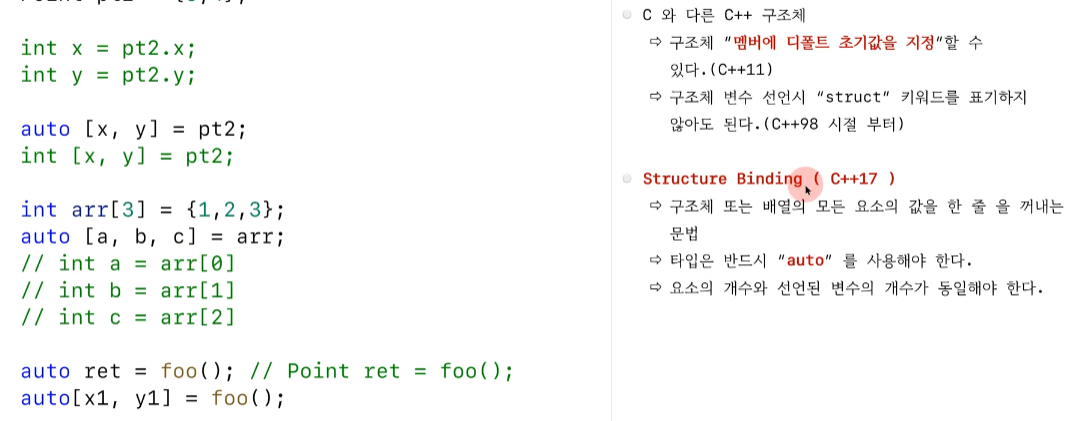 int x = pt2.x;
int y = pt2.y;
auto [x, y] = pt2;
int [x, y] = pt2;
int arr[3] = {1,2,3};
auto [a, b, c] = arr;
// int a = arr[0]
// int b = arr[1]
// int c = arr[2]
auto ret = foo(); // Point ret = foo();
auto[x1, y1] = foo();
C 와 다른 C++ 구조체
⇨ 구조체 "멤버에 디폴트 초기값을 지정"할 수
있다.(C++11)
⇨ 구조체 변수 선언시 "struct" 키워드를 표기하지
않아도 된다.(C++98 시절 부터)
Structure Binding ( C++17 )
⇨ 구조체 또는 배열의 모든 요소의 값을 한 줄 을 꺼내는
문법
⇨ 타입은 반드시 "auto" 를 사용해야 한다.
⇨ 요소의 개수와 선언된 변수의 개수가 동일해야 한다.